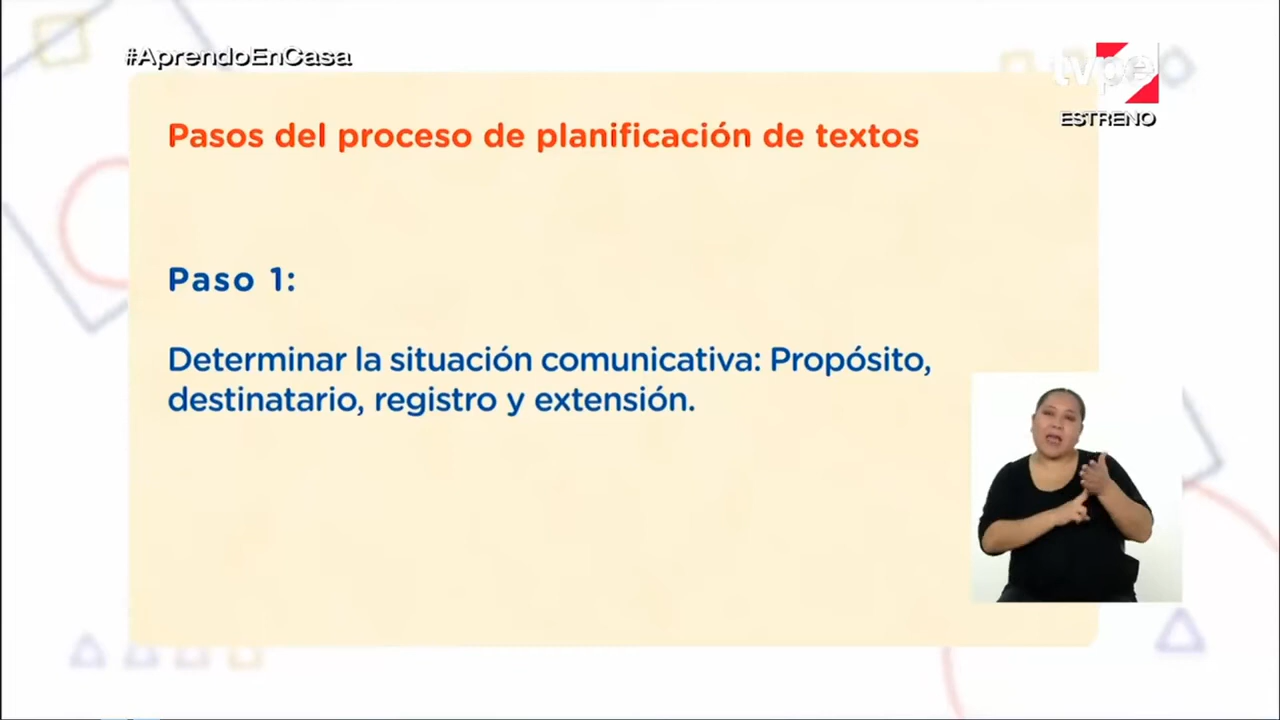 #AprendoEnCasa
tvpe
ESTRENO
Pasos del proceso de planificación de textos
Paso 1:
Determinar la situación comunicativa: Propósito,
destinatario, registro y extensión.